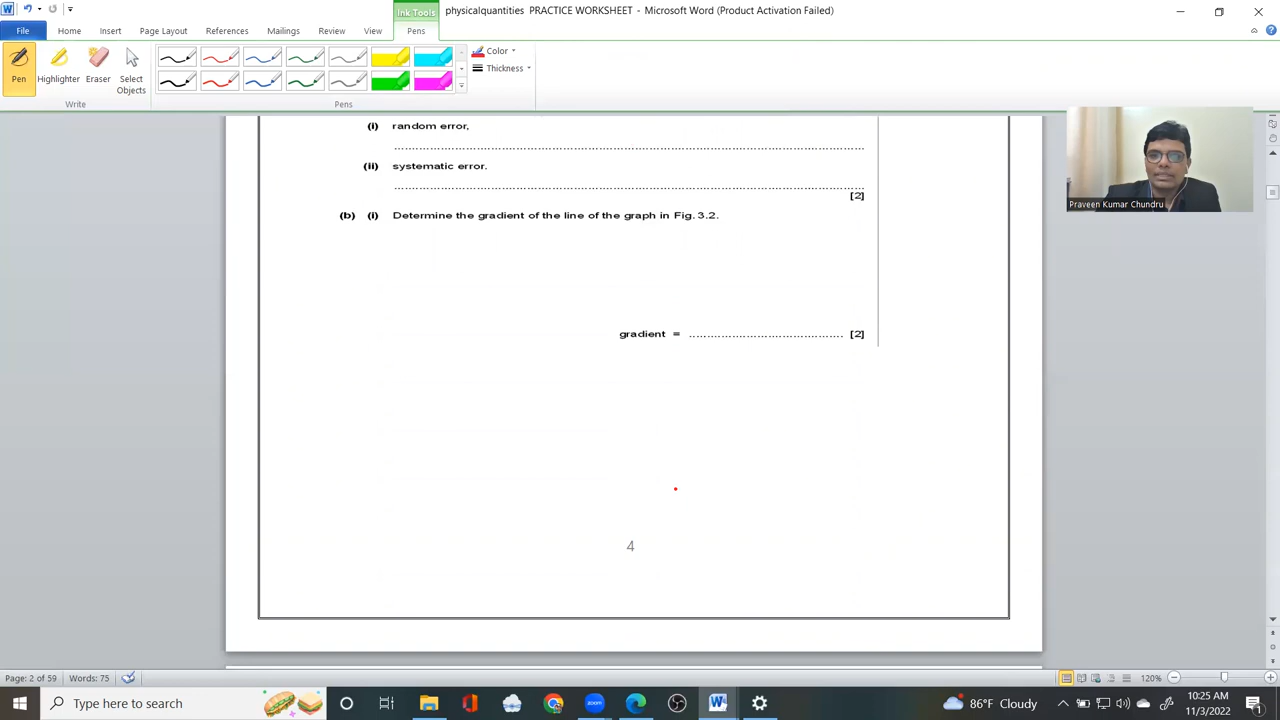 Ink Tools
physicalquantities PRACTICE WORKSHEET - Microsoft Word (Product Activation Failed)
File Home Insert Page Layout References Mailings Review View Pens
Pen Highlighter Eraser Select Objects
Color
Thickness
Write Pens
(i) random error,
(ii) systematic error.
[2]
(b) (i) Determine the gradient of the line of the graph in Fig. 3.2.
gradient = ............................................. [2]
4
Praveen Kumar Chundru
Page: 2 of 59 Words: 75 120%
Type here to search
zoom
86°F Cloudy
10:25 AM
11/3/2022